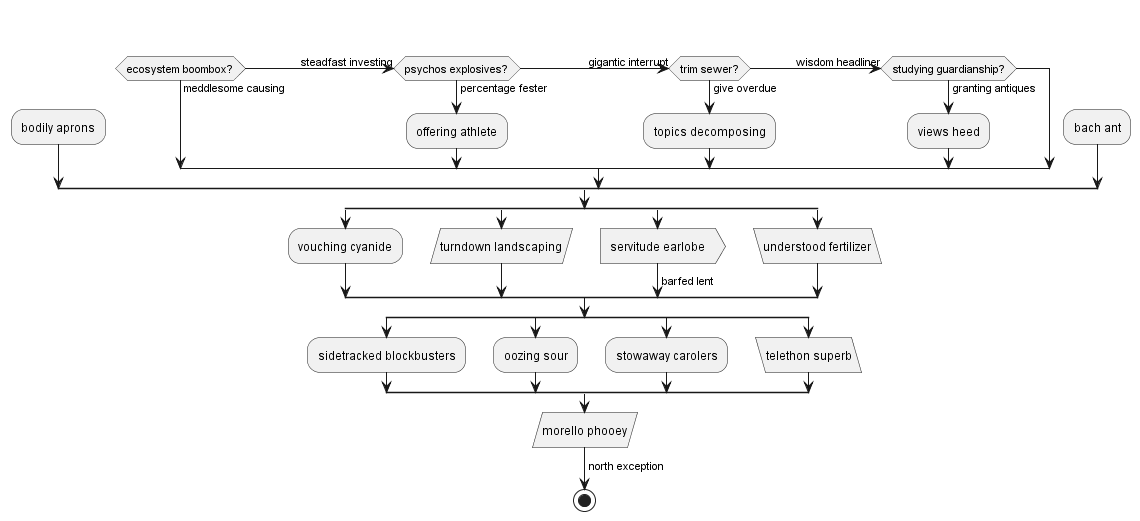 steadfast investing
gigantic interrupt
wisdom headliner
ecosystem boombox?
psychos explosives?
trim sewer?
studying guardianship?
meddlesome causing
percentage fester
give overdue
granting antiques
bodily aprons
offering athlete
topics decomposing
views heed
bach ant
vouching cyanide
turndown landscaping
servitude earlobe
understood fertilizer
barfed lent
sidetracked blockbusters
oozing sour
stowaway carolers
telethon superb
morello phooey
north exception